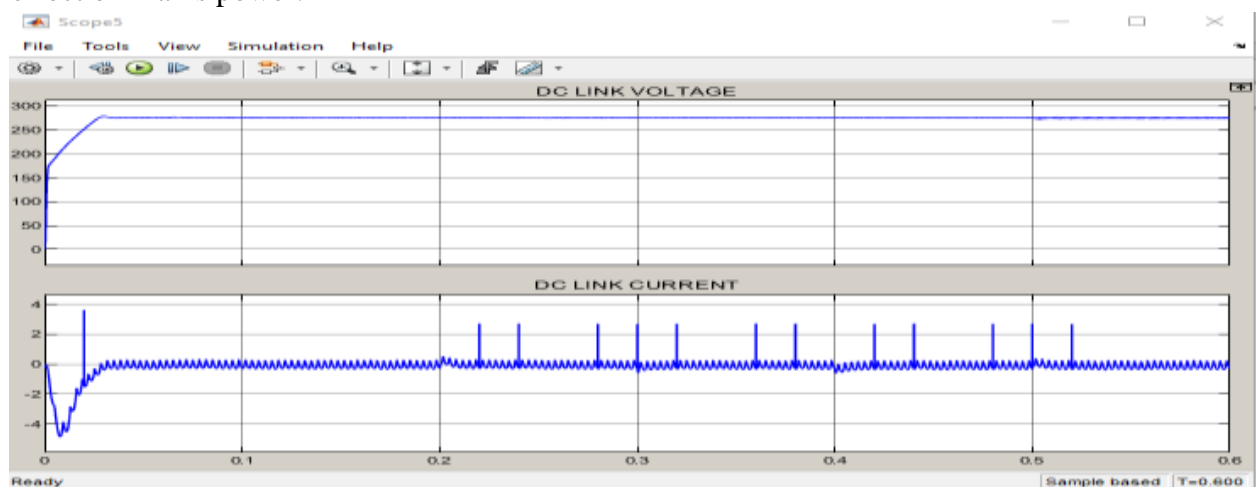 Scope5
File Tools View Simulation Help
DC LINK VOLTAGE
300
250
200
150
100
50
0
DC LINK CURRENT
4
2
0
-2
-4
0 0.1 0.2 0.3 0.4 0.5 0.6
Ready Sample based T=0.600